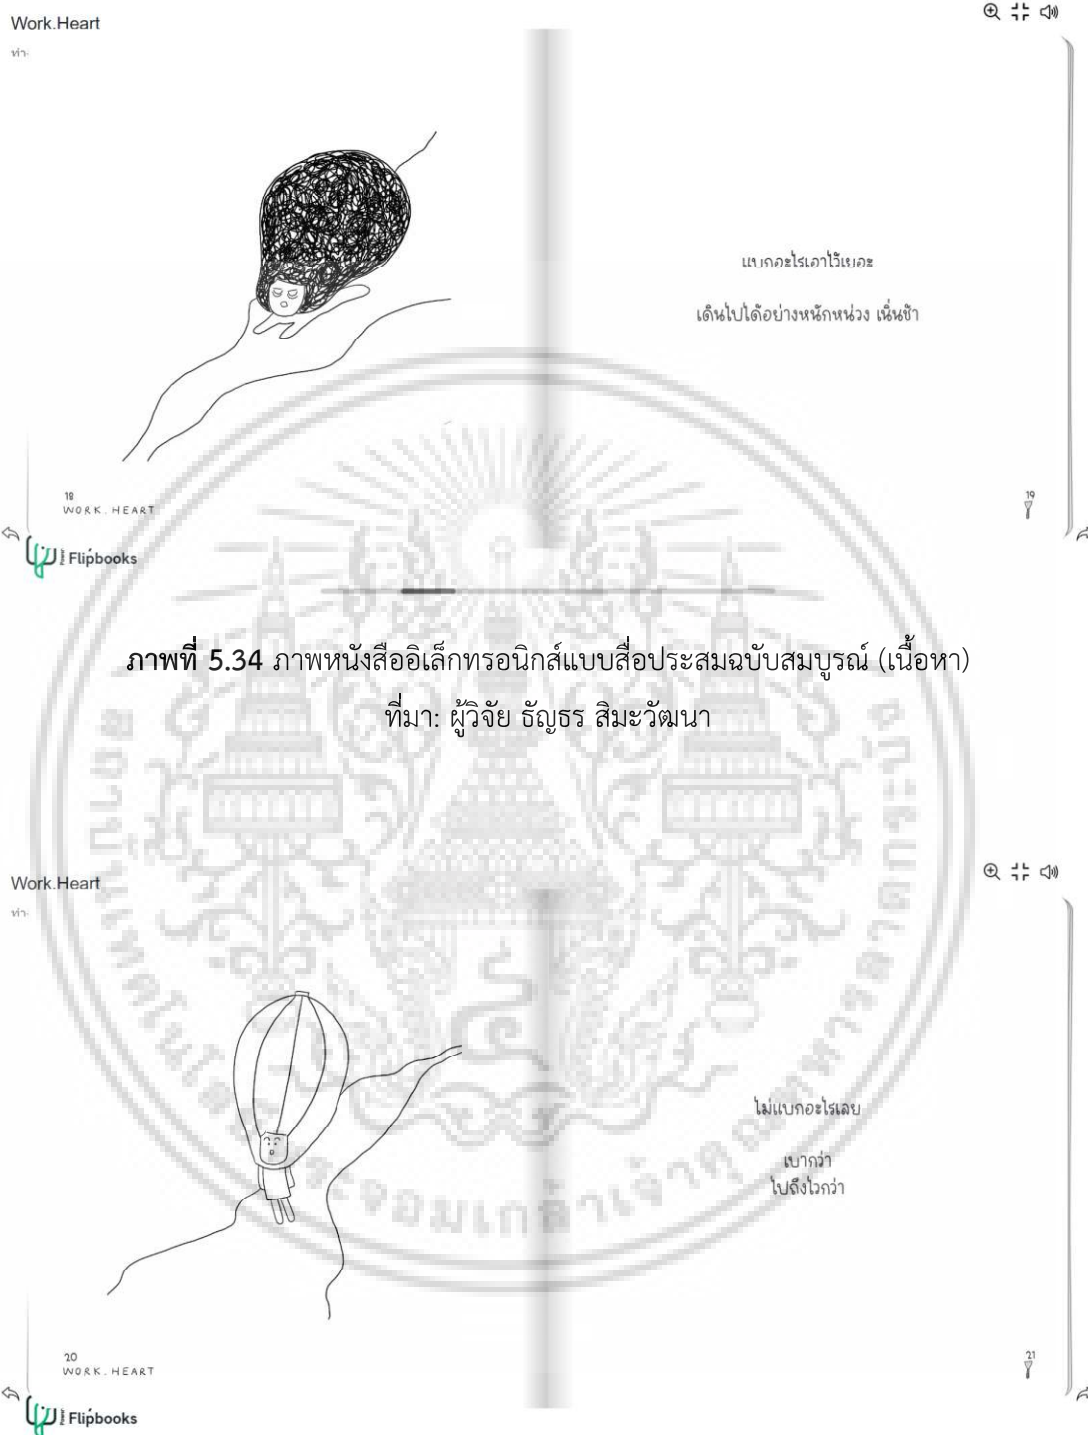 Work.Heart
ทำ
แบกอะไรเอาไว้เยอะ
เดินไปได้อย่างหนักหน่วง เนิ่นช้า
18
WORK.HEART
19
Power Flipbooks
ภาพที่ 5.34 ภาพหนังสืออิเล็กทรอนิกส์แบบสื่อประสมฉบับสมบูรณ์ (เนื้อหา)
ที่มา: ผู้วิจัย ธัญธร สิมะวัฒนา
Work.Heart
ทำ
ไม่แบกอะไรเลย
เบากว่า
ไปถึงไวกว่า
20
WORK.HEART
21
Power Flipbooks